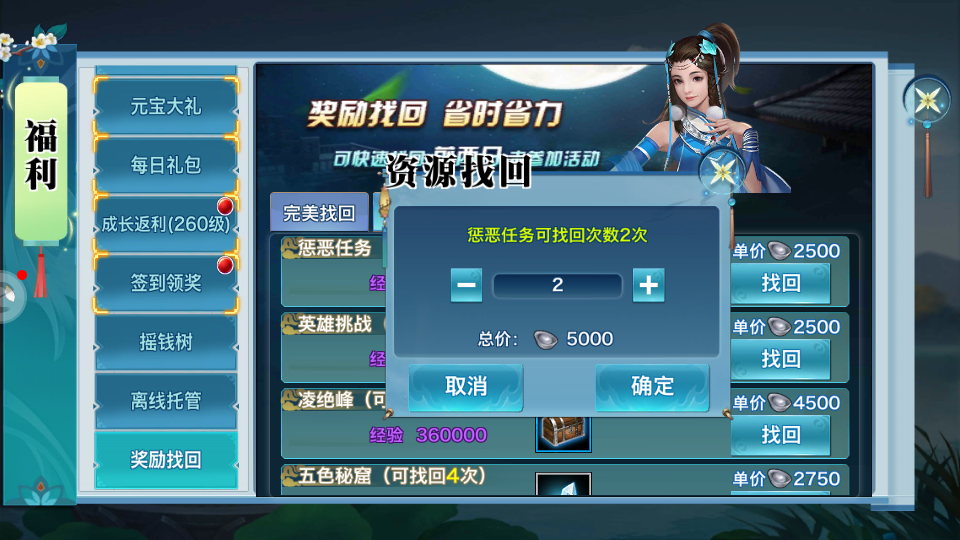 福利
元宝大礼
每日礼包
成长返利(260级)
签到领奖
摇钱树
离线托管
奖励找回
奖励找回 省时省力
可快速找回
参加活动
资源找回
完美找回
惩恶任务
经
单价 2500
找回
英雄挑战（
经
单价 2500
找回
凌绝峰（可
经验 360000
单价 4500
找回
五色秘窟（可找回4次）
单价 2750
惩恶任务可找回次数2次
2
总价： 5000
取消
确定